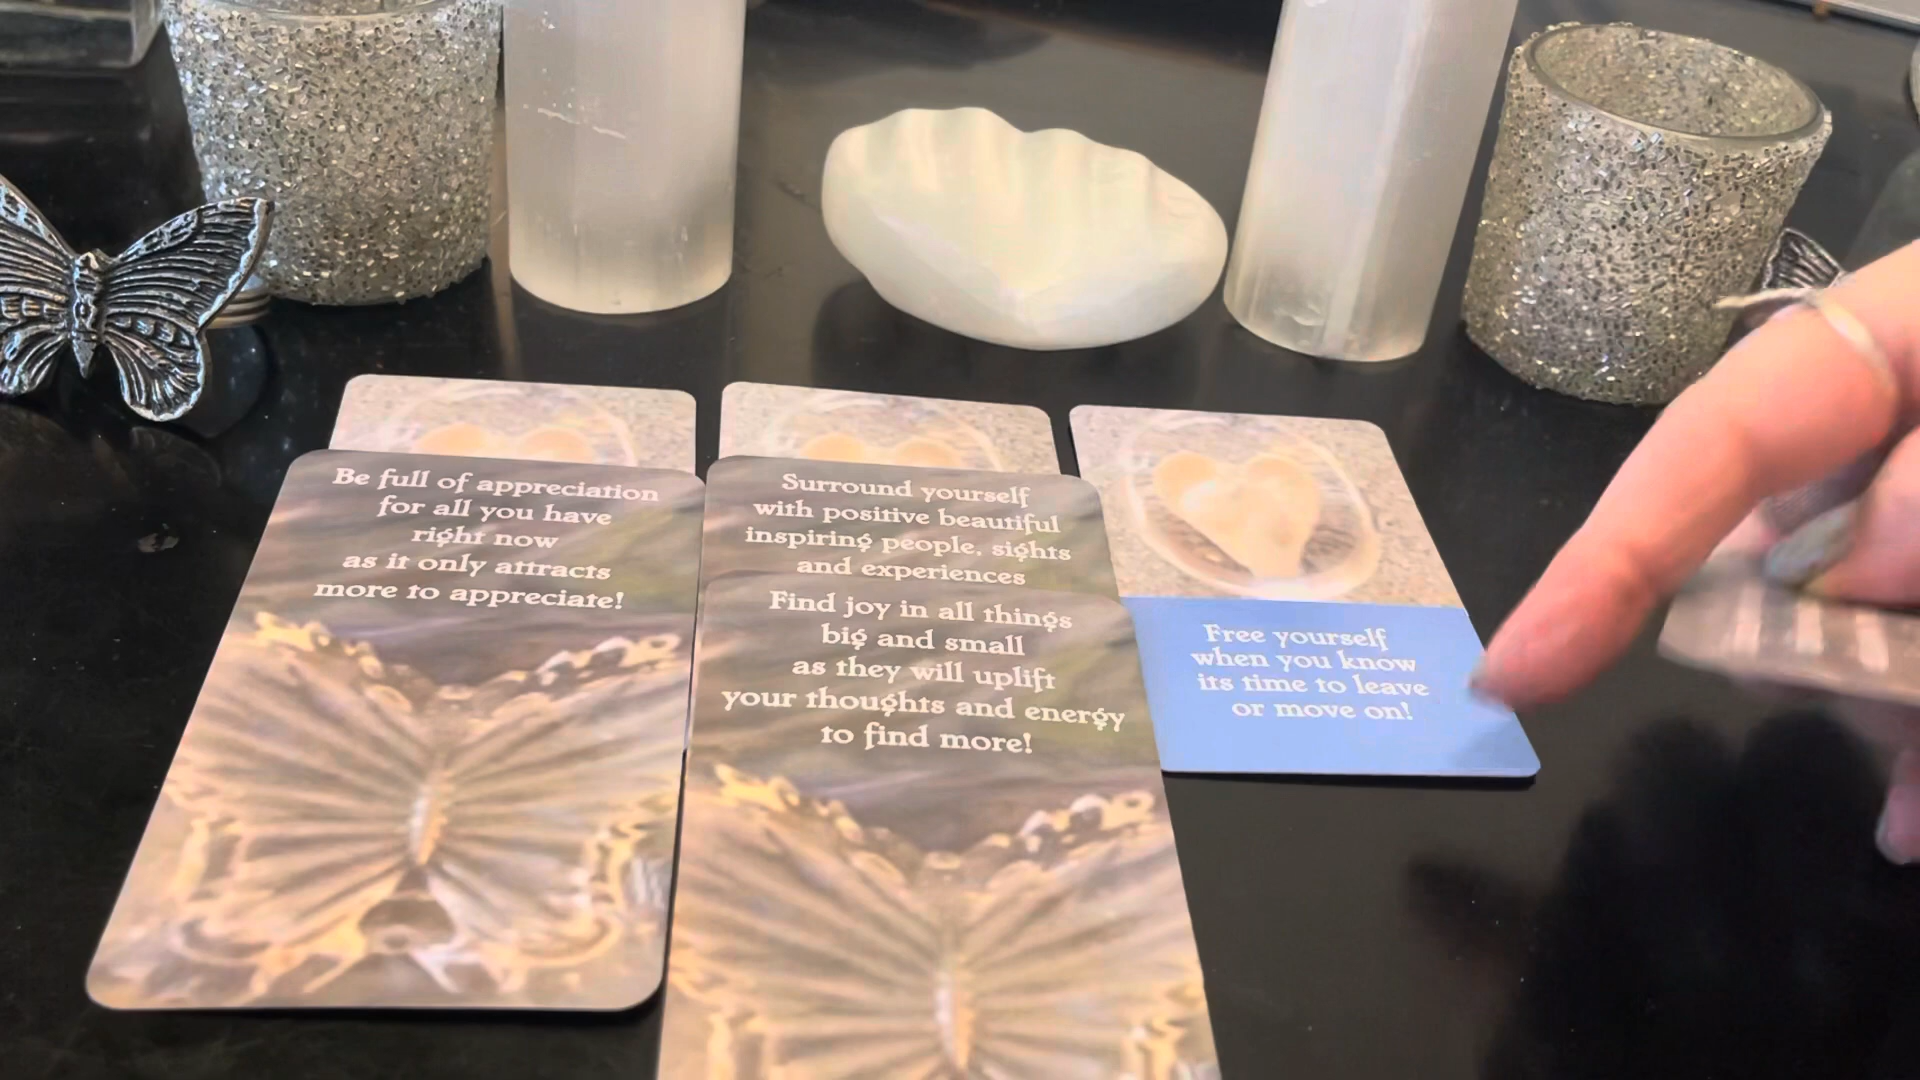 Be full of appreciation
for all you have
right now
as it only attracts
more to appreciate!
Surround yourself
with positive beautiful
inspiring people, sights
and experiences
Find joy in all things
big and small
as they will uplift
your thoughts and energy
to find more!
Free yourself
when you know
its time to leave
or move on!